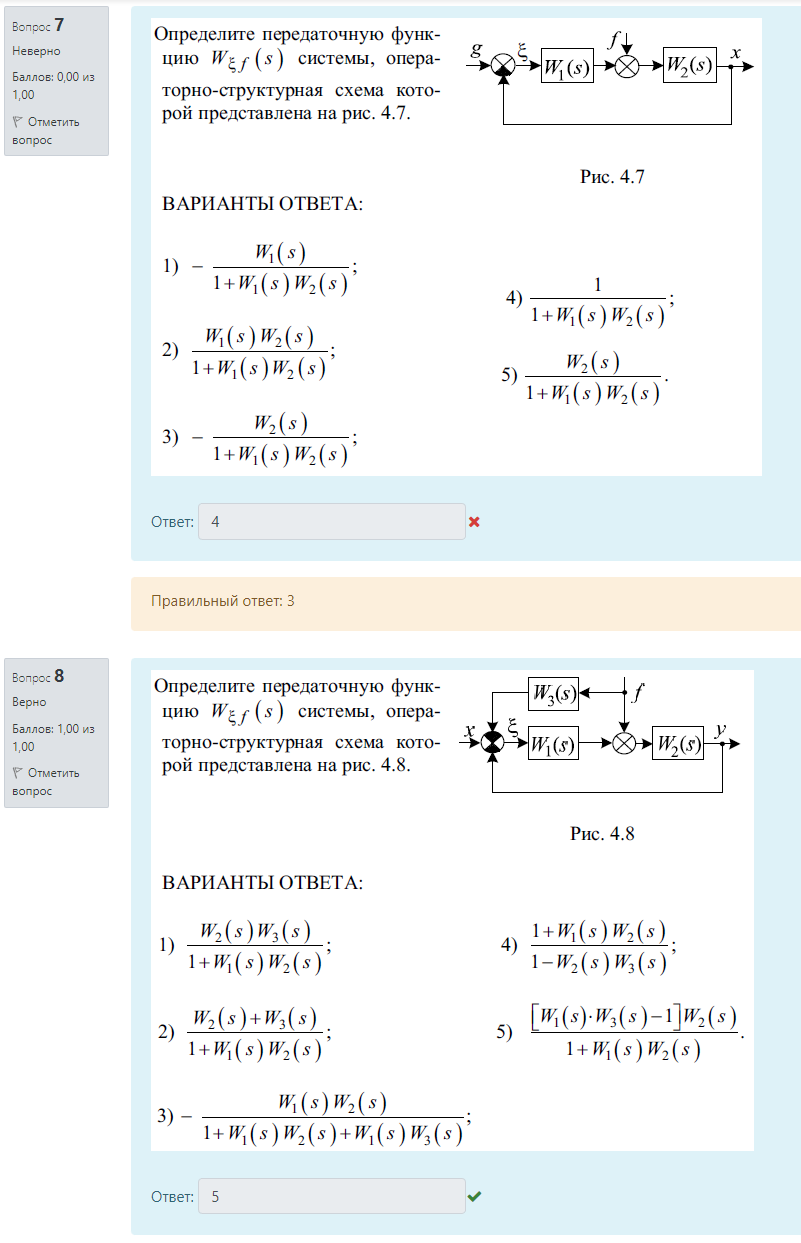 Вопрос 7
Неверно
Баллов: 0,00 из
1,00
Отметить
вопрос
Определите передаточную функ-
цию W_ξf(s) системы, опера-
торно-структурная схема кото-
рой представлена на рис. 4.7.
g ξ W₁(s) f W₂(s) x
Рис. 4.7
ВАРИАНТЫ ОТВЕТА:
1) − W₁(s) / (1+W₁(s)W₂(s));
2) W₁(s)W₂(s) / (1+W₁(s)W₂(s));
3) − W₂(s) / (1+W₁(s)W₂(s));
4) 1 / (1+W₁(s)W₂(s));
5) W₂(s) / (1+W₁(s)W₂(s)).
Ответ: 4
Правильный ответ: 3
Вопрос 8
Верно
Баллов: 1,00 из
1,00
Отметить
вопрос
Определите передаточную функ-
цию W_ξf(s) системы, опера-
торно-структурная схема кото-
рой представлена на рис. 4.8.
W₃(s) f
x ξ W₁(s) W₂(s) y
Рис. 4.8
ВАРИАНТЫ ОТВЕТА:
1) W₂(s)W₃(s) / (1+W₁(s)W₂(s));
2) (W₂(s)+W₃(s)) / (1+W₁(s)W₂(s));
3) − W₁(s)W₂(s) / (1+W₁(s)W₂(s)+W₁(s)W₃(s));
4) (1+W₁(s)W₂(s)) / (1−W₂(s)W₃(s));
5) [W₁(s)·W₃(s)−1]W₂(s) / (1+W₁(s)W₂(s)).
Ответ: 5